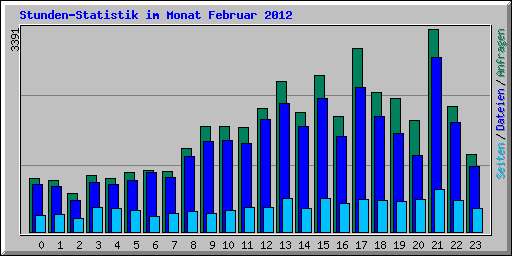 Stunden-Statistik im Monat Februar 2012
3391
Seiten / Dateien / Anfragen
0 1 2 3 4 5 6 7 8 9 10 11 12 13 14 15 16 17 18 19 20 21 22 23